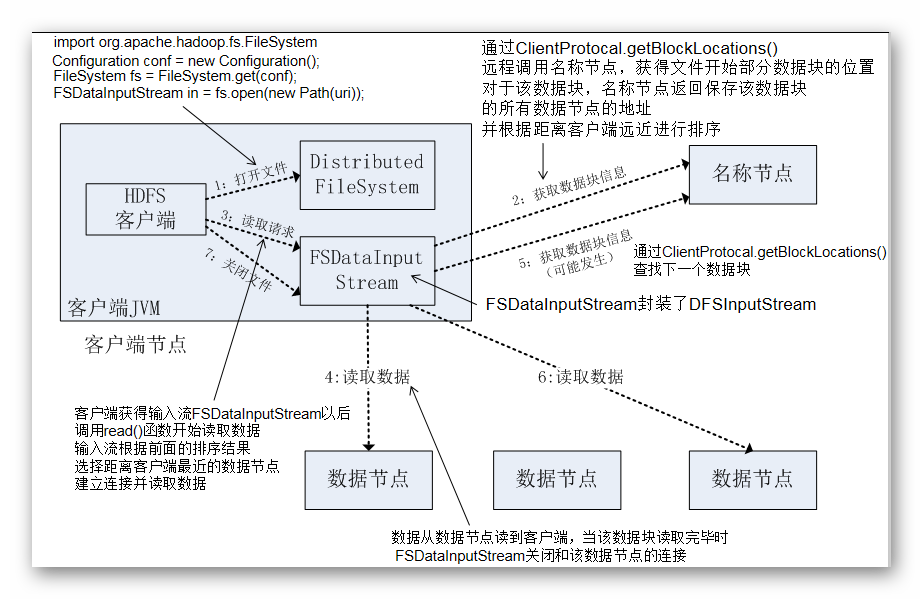 import org.apache.hadoop.fs.FileSystem
Configuration conf = new Configuration();
FileSystem fs = FileSystem.get(conf);
FSDataInputStream in = fs.open(new Path(uri));
通过ClientProtocal.getBlockLocations()
远程调用名称节点，获得文件开始部分数据块的位置
对于该数据块，名称节点返回保存该数据块
的所有数据节点的地址
并根据距离客户端远近进行排序
HDFS
客户端
1：打开文件
Distributed
FileSystem
2：获取数据块信息
名称节点
3：读取请求
7：关闭文件
FSDataInput
Stream
5：获取数据块信息
（可能发生）
通过ClientProtocal.getBlockLocations()
查找下一个数据块
FSDataInputStream封装了DFSInputStream
客户端JVM
客户端节点
4:读取数据
6:读取数据
客户端获得输入流FSDataInputStream以后
调用read()函数开始读取数据
输入流根据前面的排序结果
选择距离客户端最近的数据节点
建立连接并读取数据
数据节点
数据节点
数据节点
数据从数据节点读到客户端，当该数据块读取完毕时
FSDataInputStream关闭和该数据节点的连接